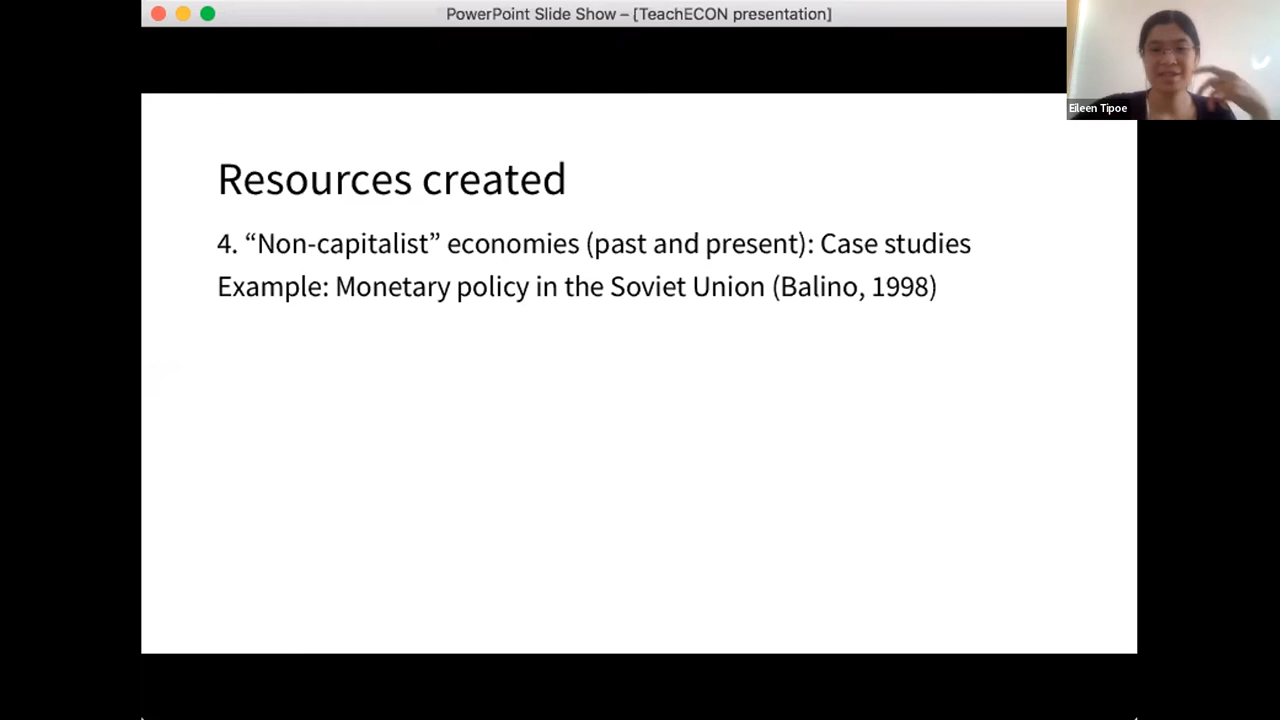 PowerPoint Slide Show – [TeachECON presentation]
Eileen Tipoe
Resources created
4. “Non-capitalist” economies (past and present): Case studies
Example: Monetary policy in the Soviet Union (Balino, 1998)